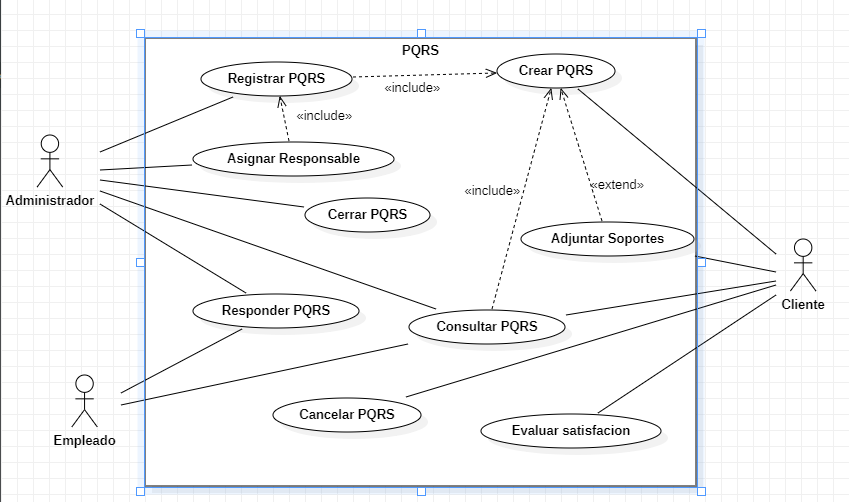 PQRS
Registrar PQRS
Crear PQRS
«include»
«include»
Asignar Responsable
Administrador
«include»
«extend»
Cerrar PQRS
Adjuntar Soportes
Responder PQRS
Consultar PQRS
Cliente
Cancelar PQRS
Evaluar satisfacion
Empleado